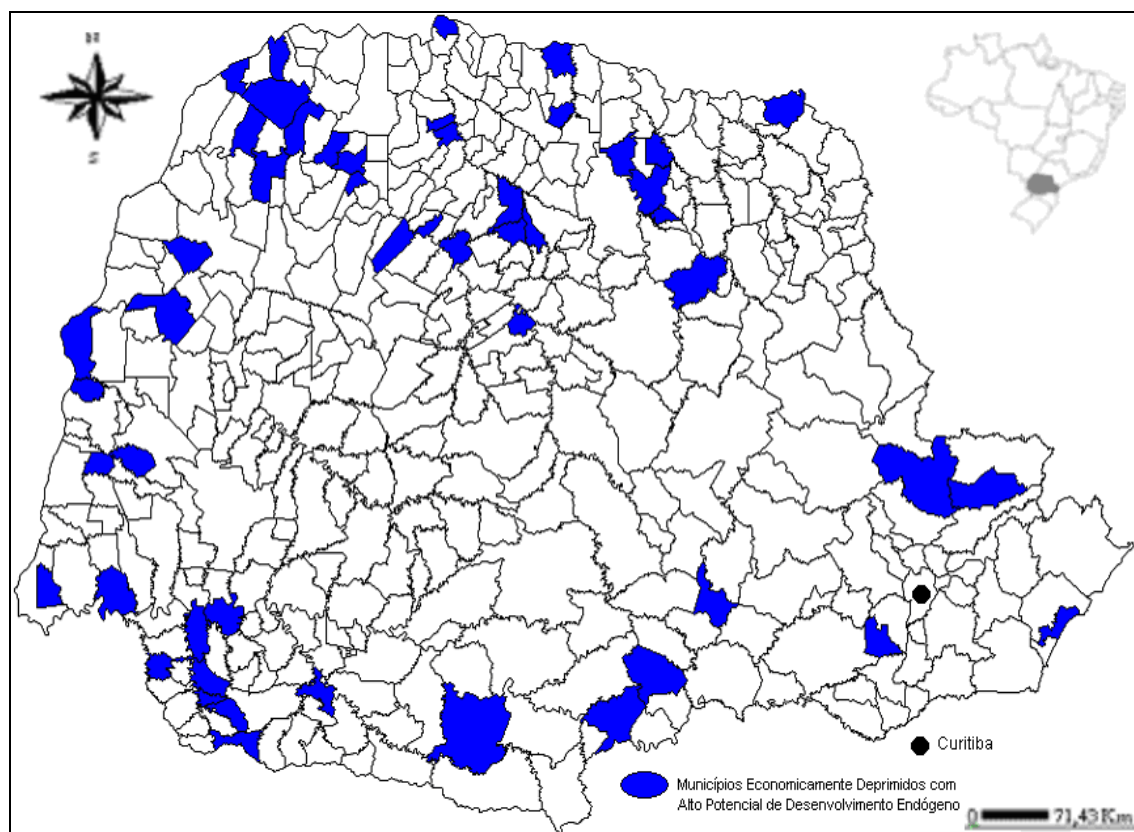 N
S
Curitiba
Municípios Economicamente Deprimidos com
Alto Potencial de Desenvolvimento Endógeno
0 71,43 Km